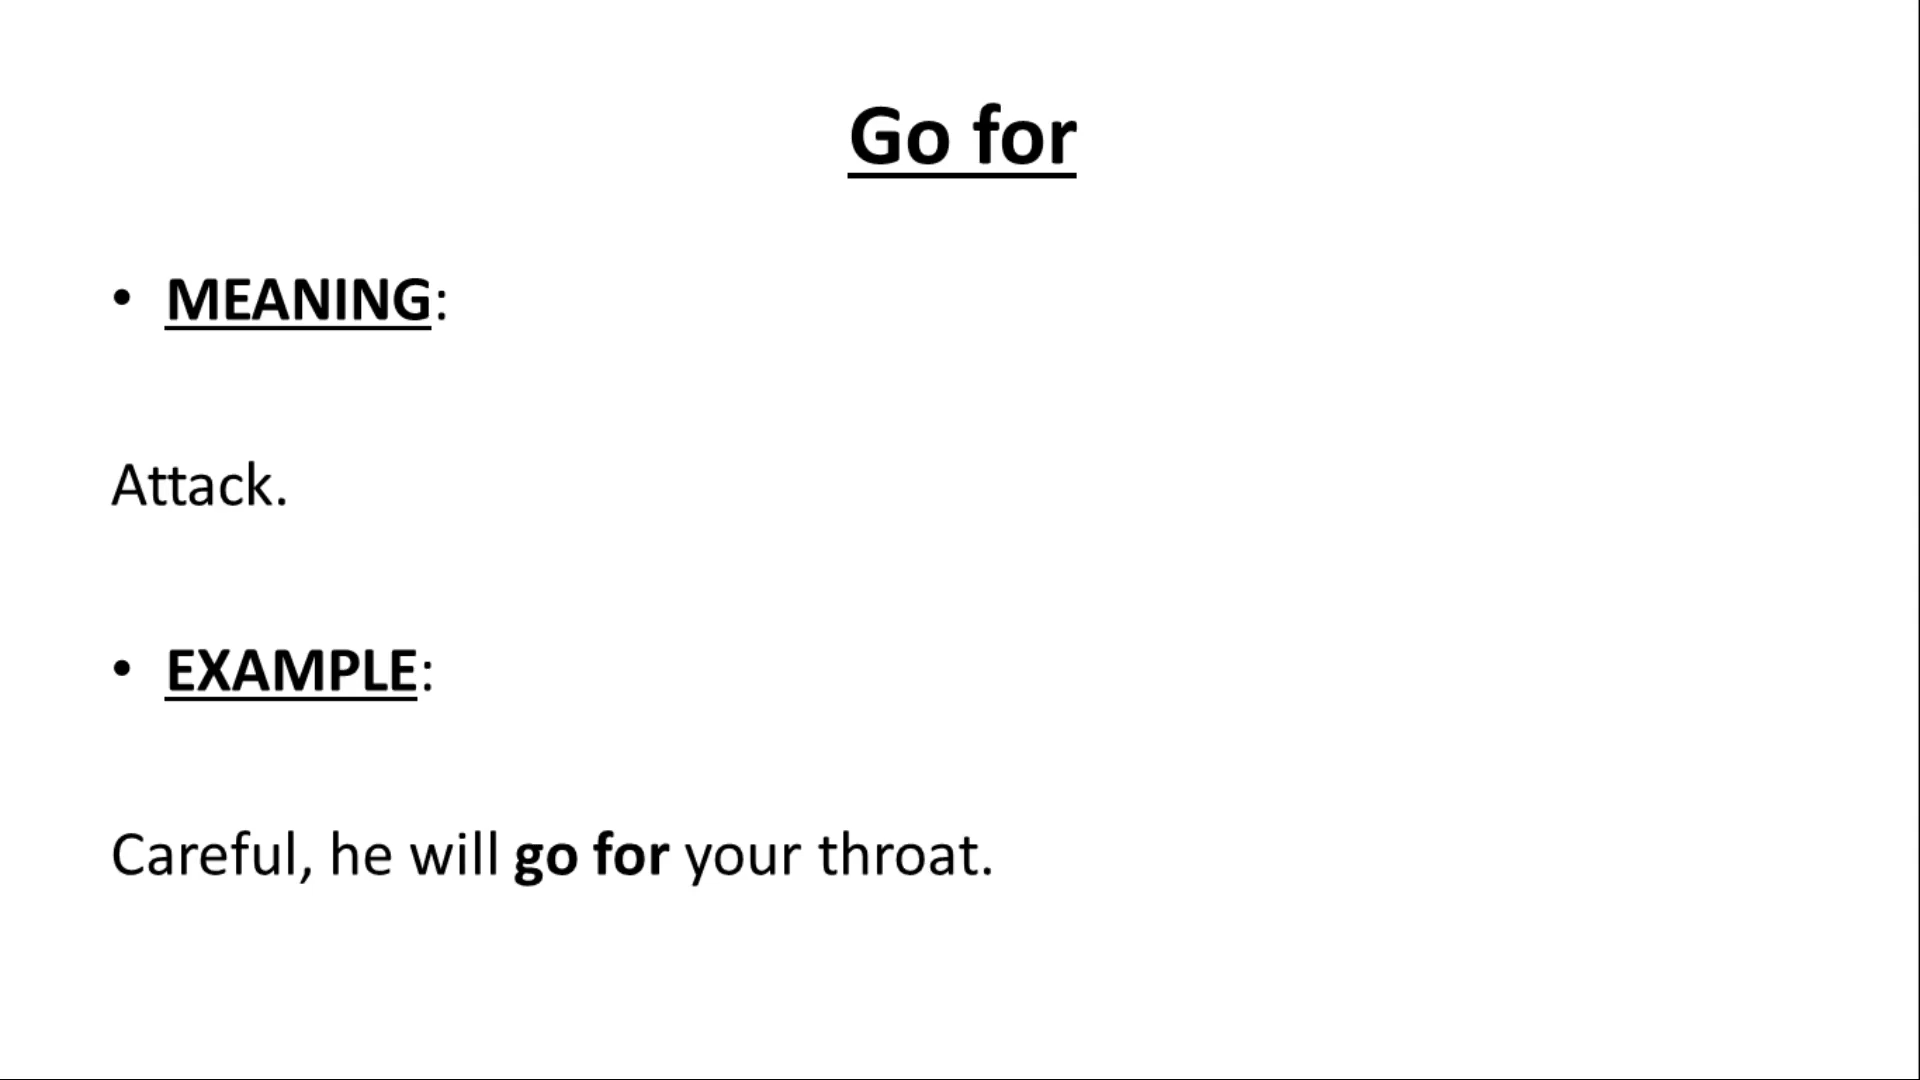 Go for
• MEANING:
Attack.
• EXAMPLE:
Careful, he will go for your throat.